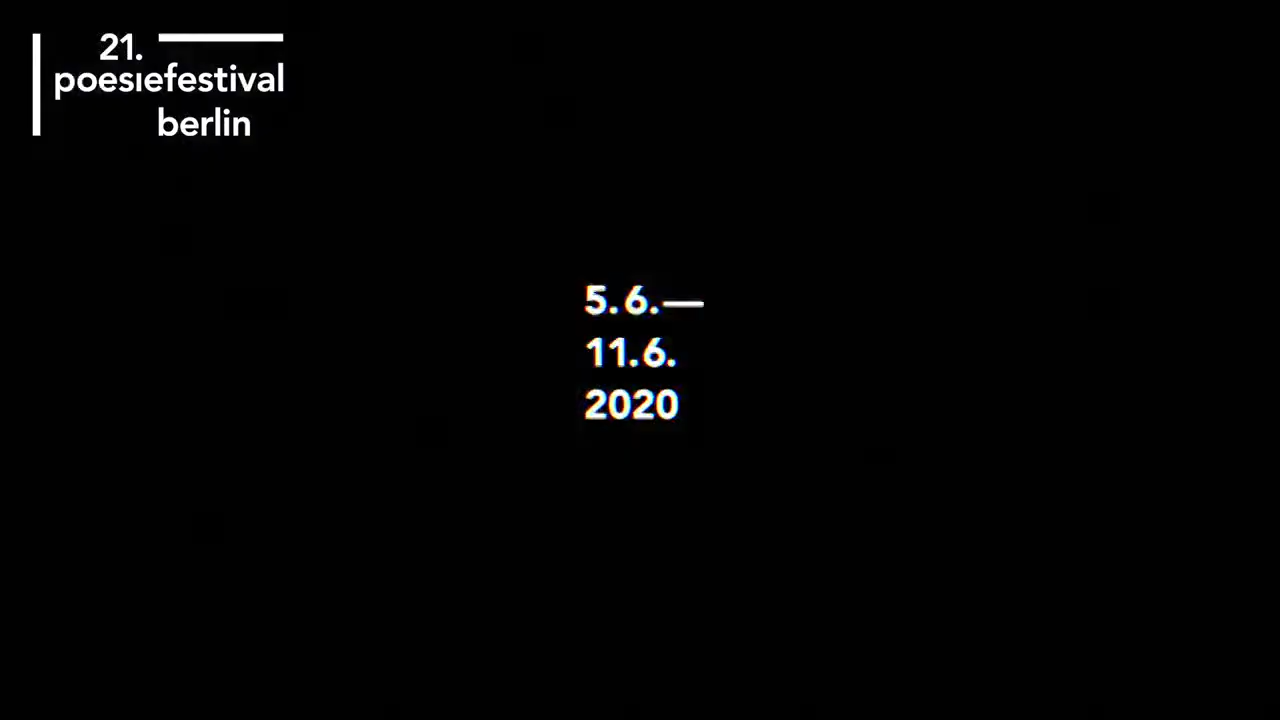 21.
poesiefestival
berlin
5.6.—
11.6.
2020